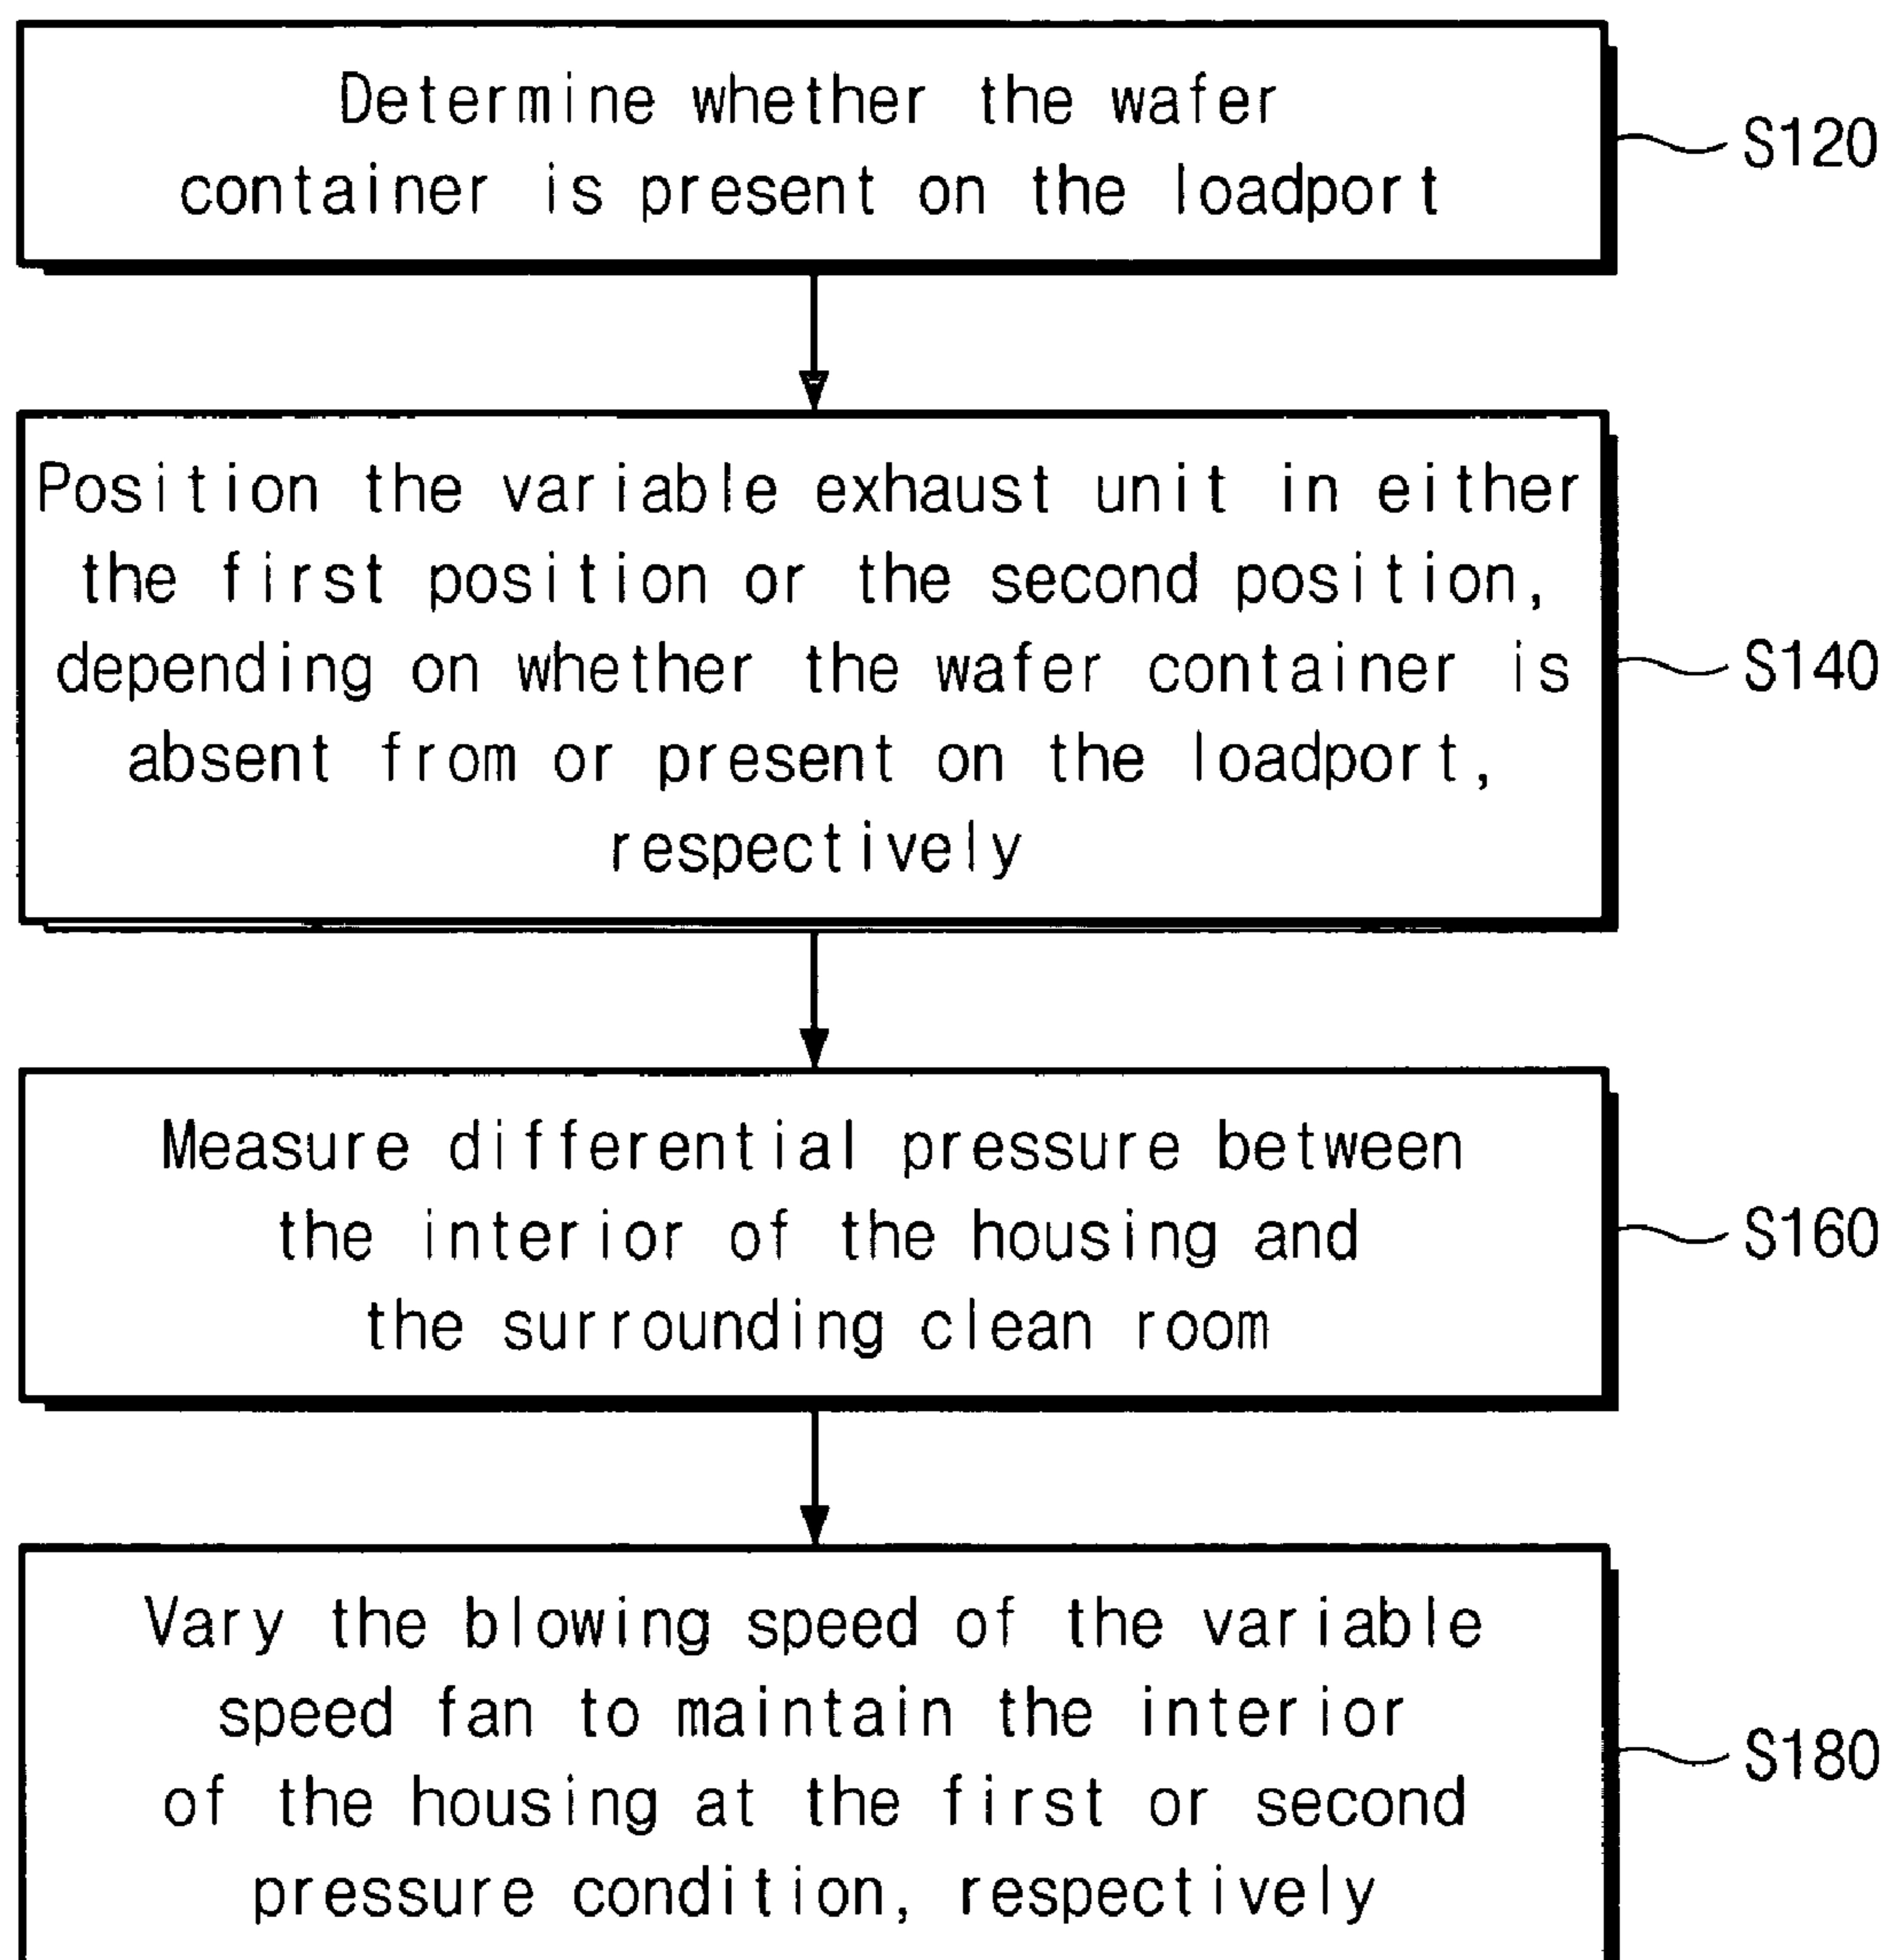 Determine whether the wafer
container is present on the loadport
S120
Position the variable exhaust unit in either
the first position or the second position,
depending on whether the wafer container is
absent from or present on the loadport,
respectively
S140
Measure differential pressure between
the interior of the housing and
the surrounding clean room
S160
Vary the blowing speed of the variable
speed fan to maintain the interior
of the housing at the first or second
pressure condition, respectively
S180